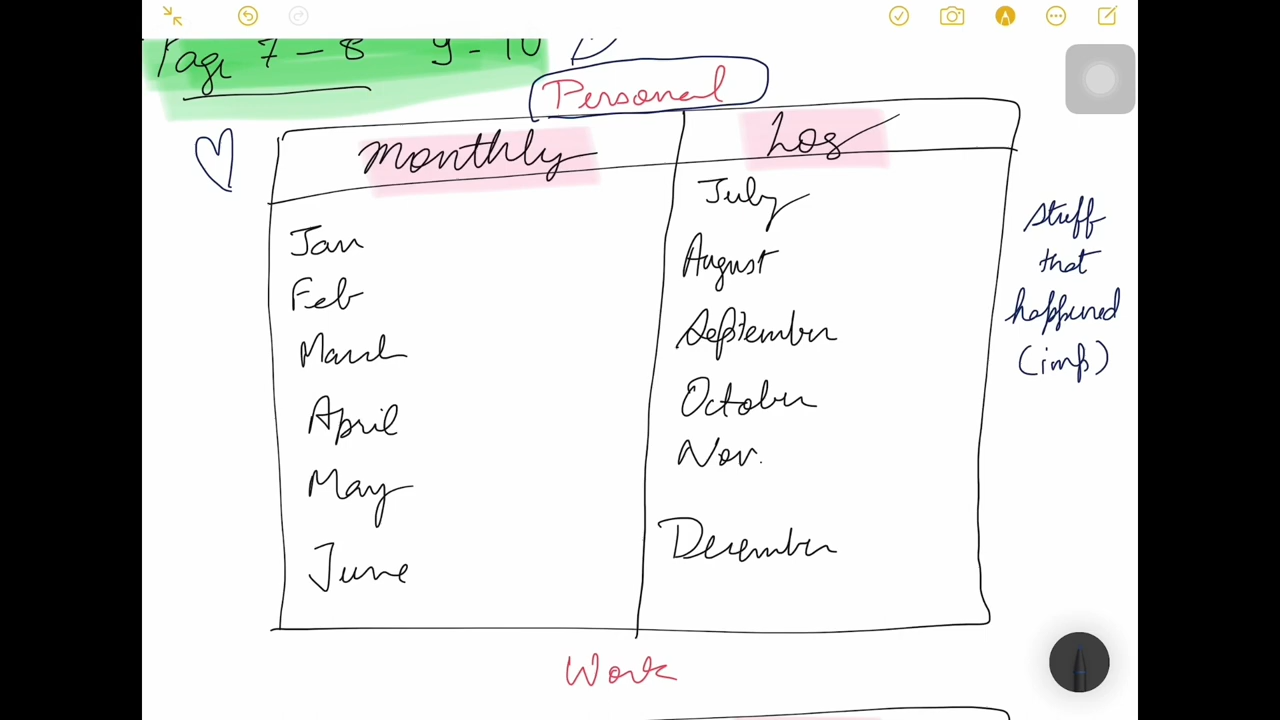 Page 7 - 8 9 - 10
Personal
Monthly Log
Jan
Feb
March
April
May
June
July
August
September
October
Nov.
December
stuff
that
happened
(imp)
Work